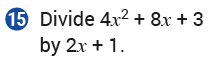 15 Divide 4x² + 8x + 3
by 2x + 1.